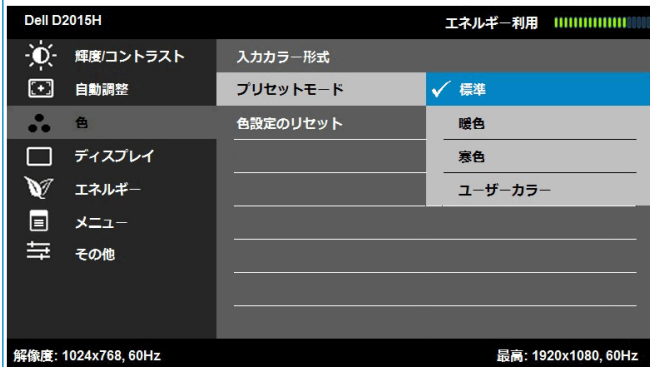 Dell D2015H エネルギー利用
輝度/コントラスト 入力カラー形式
自動調整 プリセットモード 標準
色 色設定のリセット 暖色
ディスプレイ 寒色
エネルギー ユーザーカラー
メニュー
その他
解像度: 1024x768, 60Hz 最高: 1920x1080, 60Hz